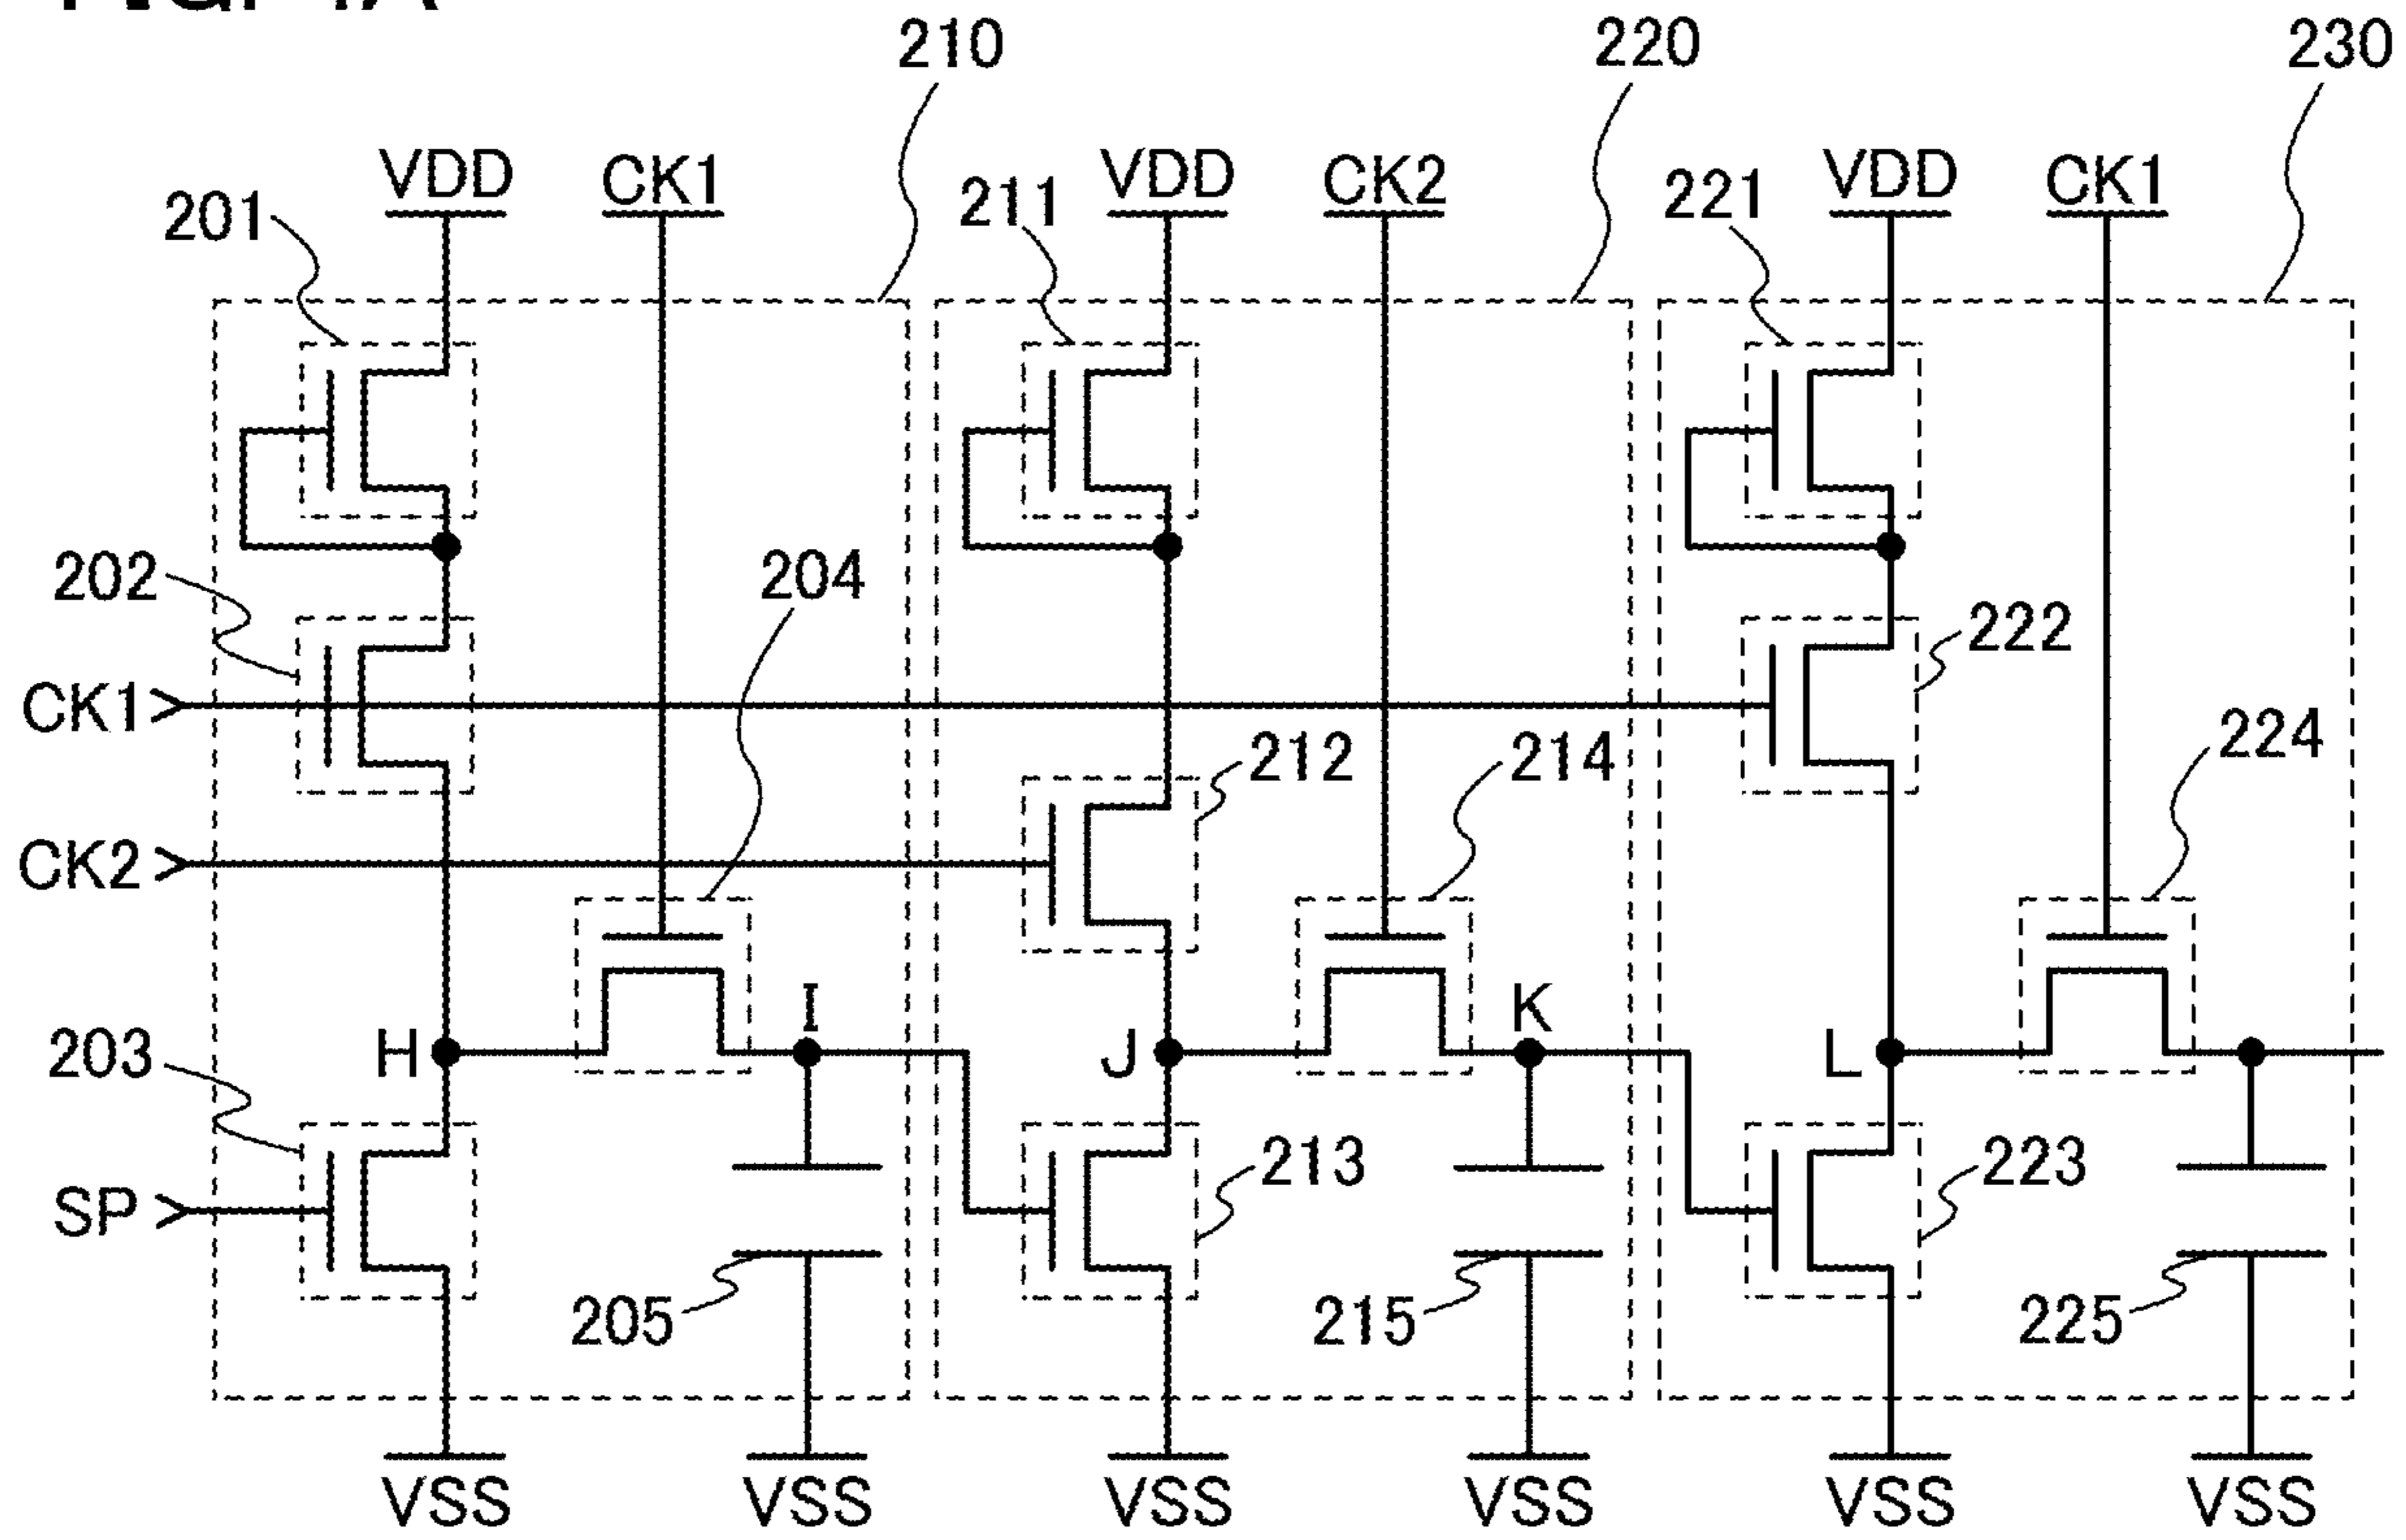 210 220 230
VDD CK1 VDD CK2 VDD CK1
201 211 221
202 204 222
CK1
212 214 224
CK2
I K
H J L
203
213 223
SP
205 215 225
VSS VSS VSS VSS VSS VSS